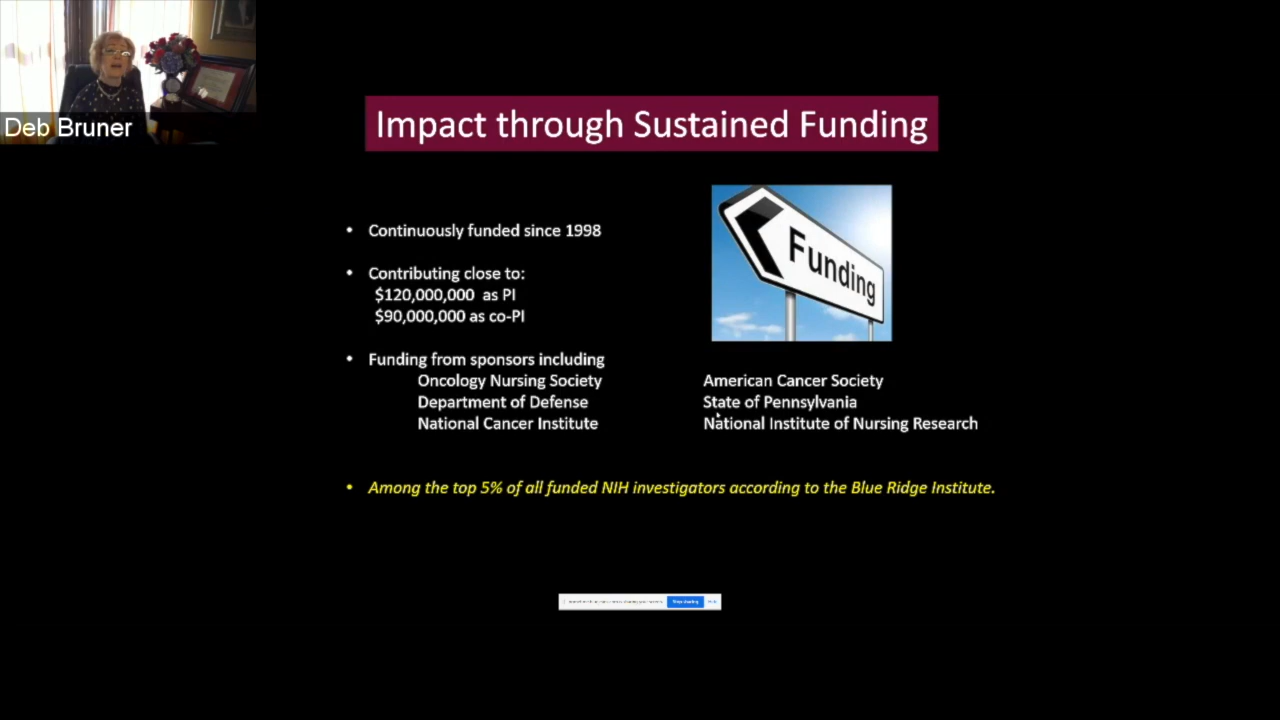 Deb Bruner
Impact through Sustained Funding
Funding
• Continuously funded since 1998
• Contributing close to:
$120,000,000 as PI
$90,000,000 as co-PI
• Funding from sponsors including
Oncology Nursing Society American Cancer Society
Department of Defense State of Pennsylvania
National Cancer Institute National Institute of Nursing Research
• Among the top 5% of all funded NIH investigators according to the Blue Ridge Institute.
Stop sharing